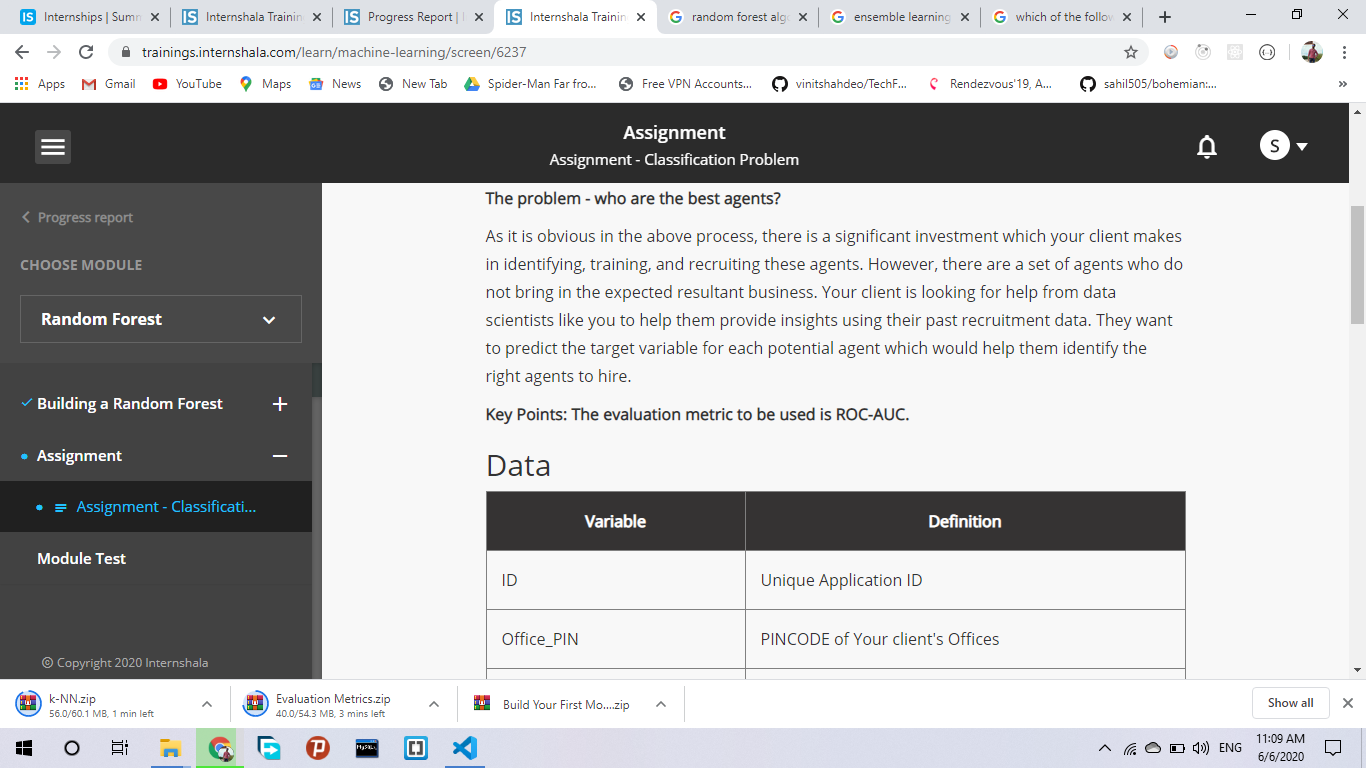 Internships | Summ
Internshala Trainin
Progress Report | I
Internshala Trainin
random forest algo
ensemble learning
which of the follow
trainings.internshala.com/learn/machine-learning/screen/6237
Apps
Gmail
YouTube
Maps
News
New Tab
Spider-Man Far fro...
Free VPN Accounts...
vinitshahdeo/TechF...
Rendezvous'19, A...
sahil505/bohemian:...
»
Assignment
Assignment - Classification Problem
S
Progress report
CHOOSE MODULE
Random Forest
Building a Random Forest
Assignment
Assignment - Classificati...
Module Test
© Copyright 2020 Internshala
The problem - who are the best agents?
As it is obvious in the above process, there is a significant investment which your client makes
in identifying, training, and recruiting these agents. However, there are a set of agents who do
not bring in the expected resultant business. Your client is looking for help from data
scientists like you to help them provide insights using their past recruitment data. They want
to predict the target variable for each potential agent which would help them identify the
right agents to hire.
Key Points: The evaluation metric to be used is ROC-AUC.
Data
Variable Definition
ID Unique Application ID
Office_PIN PINCODE of Your client's Offices
k-NN.zip
56.0/60.1 MB, 1 min left
Evaluation Metrics.zip
40.0/54.3 MB, 3 mins left
Build Your First Mo....zip
Show all
MySQL
ENG
11:09 AM
6/6/2020